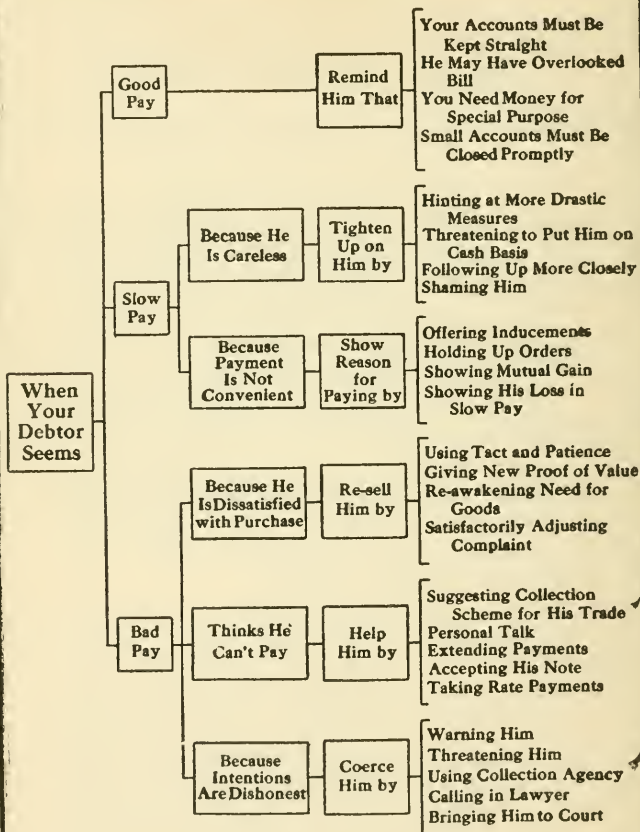 When
Your
Debtor
Seems
Good
Pay
Remind
Him That
Your Accounts Must Be
Kept Straight
He May Have Overlooked
Bill
You Need Money for
Special Purpose
Small Accounts Must Be
Closed Promptly
Slow
Pay
Because He
Is Careless
Tighten
Up on
Him by
Hinting at More Drastic
Measures
Threatening to Put Him on
Cash Basis
Following Up More Closely
Shaming Him
Because
Payment
Is Not
Convenient
Show
Reason
for
Paying by
Offering Inducements
Holding Up Orders
Showing Mutual Gain
Showing His Loss in
Slow Pay
Bad
Pay
Because He
Is Dissatisfied
with Purchase
Re-sell
Him by
Using Tact and Patience
Giving New Proof of Value
Re-awakening Need for
Goods
Satisfactorily Adjusting
Complaint
Thinks He
Can't Pay
Help
Him by
Suggesting Collection
Scheme for His Trade
Personal Talk
Extending Payments
Accepting His Note
Taking Rate Payments
Because
Intentions
Are Dishonest
Coerce
Him by
Warning Him
Threatening Him
Using Collection Agency
Calling in Lawyer
Bringing Him to Court